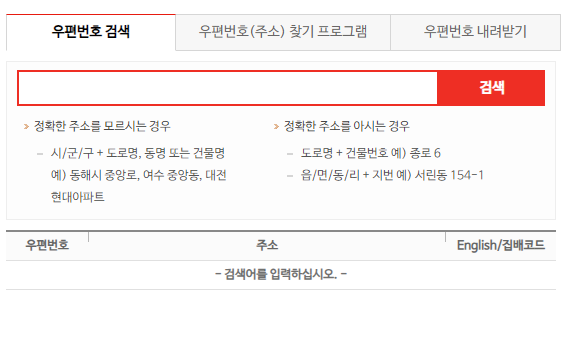 우편번호 검색 우편번호(주소) 찾기 프로그램 우편번호 내려받기
검색
» 정확한 주소를 모르시는 경우
– 시/군/구 + 도로명, 동명 또는 건물명
예) 동해시 중앙로, 여수 중앙동, 대전
현대아파트
» 정확한 주소를 아시는 경우
– 도로명 + 건물번호 예) 종로 6
– 읍/면/동/리 + 지번 예) 서린동 154-1
우편번호 주소 English/집배코드
- 검색어를 입력하십시오. -